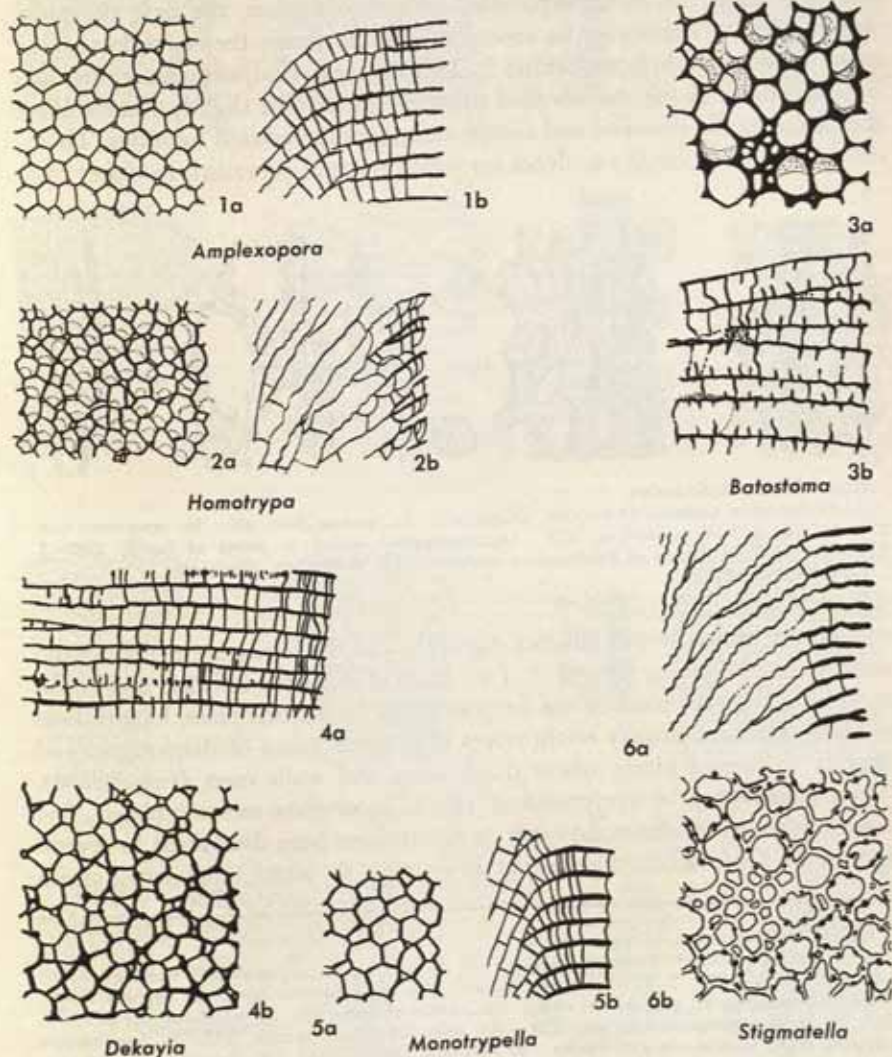 1a
1b
3a
Amplexopora
2a
2b
3b
Homotrypa
Batostoma
4a
6a
4b
5a
5b
6b
Dekayia
Monotrypella
Stigmatella